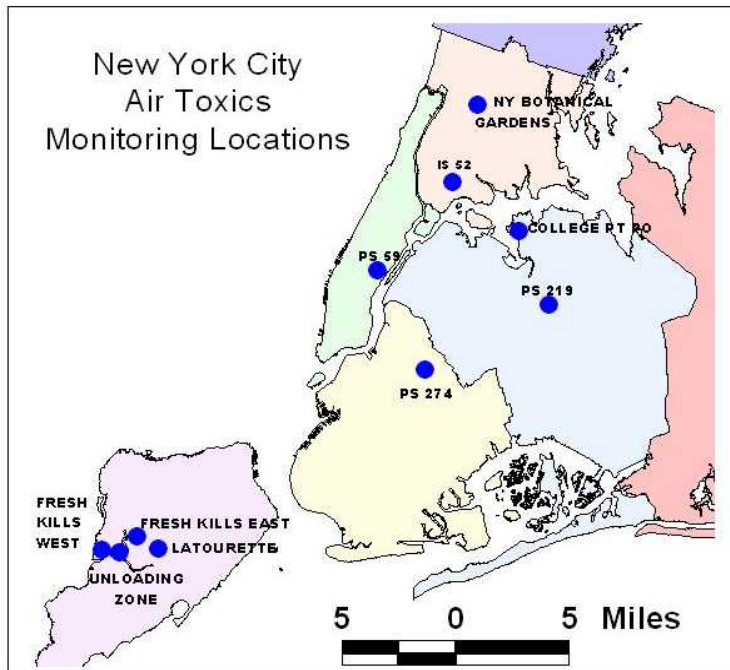 New York City
Air Toxics
Monitoring Locations
NY BOTANICAL
GARDENS
IS 52
COLLEGE PT PO
PS 59
PS 219
PS 274
FRESH
KILLS
WEST
FRESH KILLS EAST
LATOURETTE
UNLOADING
ZONE
5 0 5 Miles